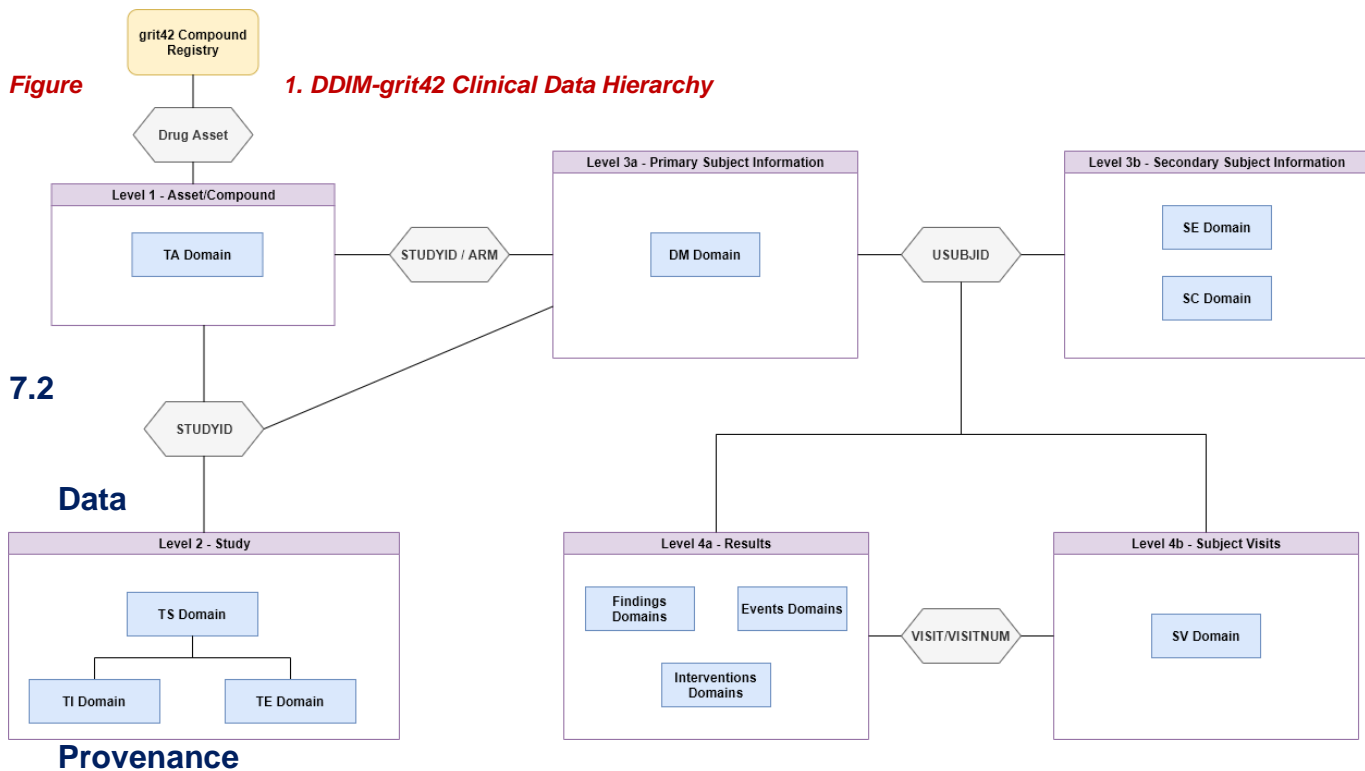 grit42 Compound
Registry
Figure 1. DDIM-grit42 Clinical Data Hierarchy
Drug Asset
Level 1 - Asset/Compound
TA Domain
STUDYID / ARM
Level 3a - Primary Subject Information
DM Domain
USUBJID
Level 3b - Secondary Subject Information
SE Domain
SC Domain
7.2
STUDYID
Data
Level 2 - Study
TS Domain
TI Domain
TE Domain
Level 4a - Results
Findings
Domains
Events Domains
Interventions
Domains
VISIT/VISITNUM
Level 4b - Subject Visits
SV Domain
Provenance